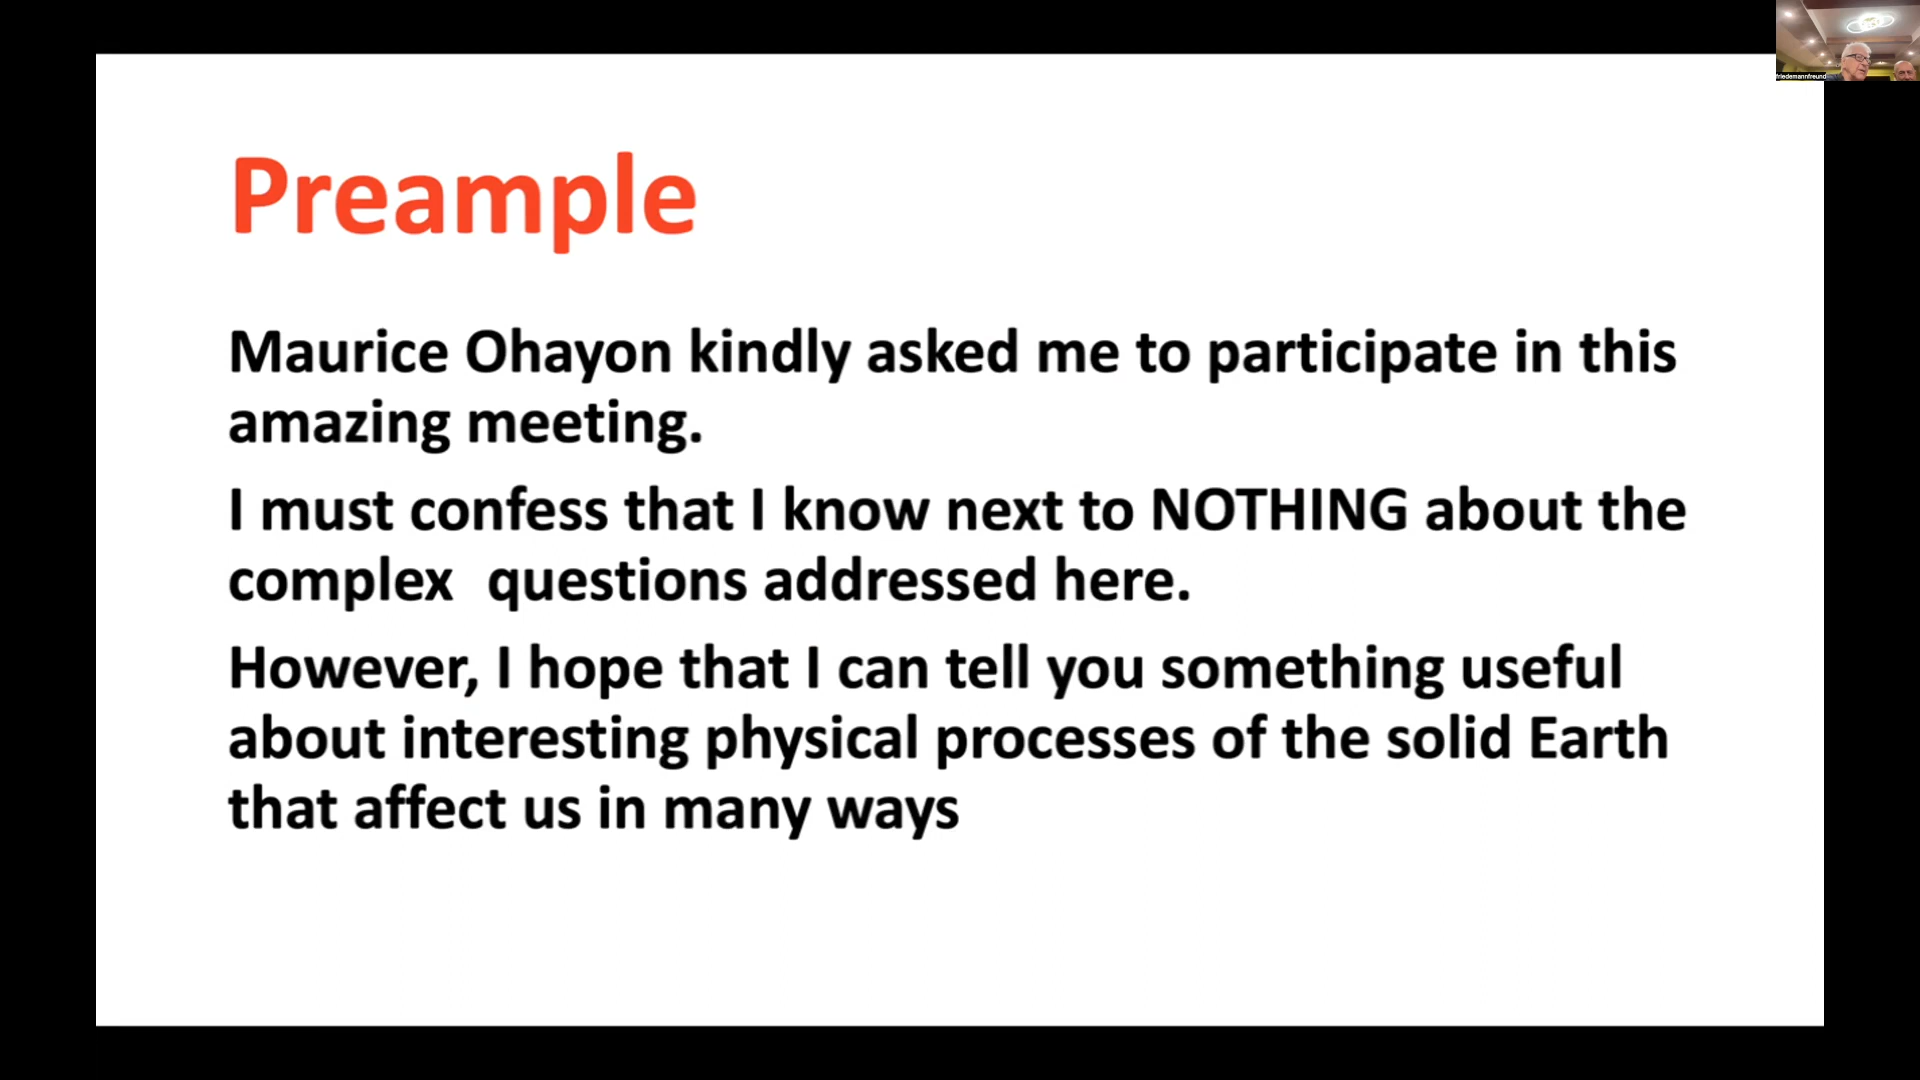 Preample
Maurice Ohayon kindly asked me to participate in this
amazing meeting.
I must confess that I know next to NOTHING about the
complex  questions addressed here.
However, I hope that I can tell you something useful
about interesting physical processes of the solid Earth
that affect us in many ways
friedemannfreund